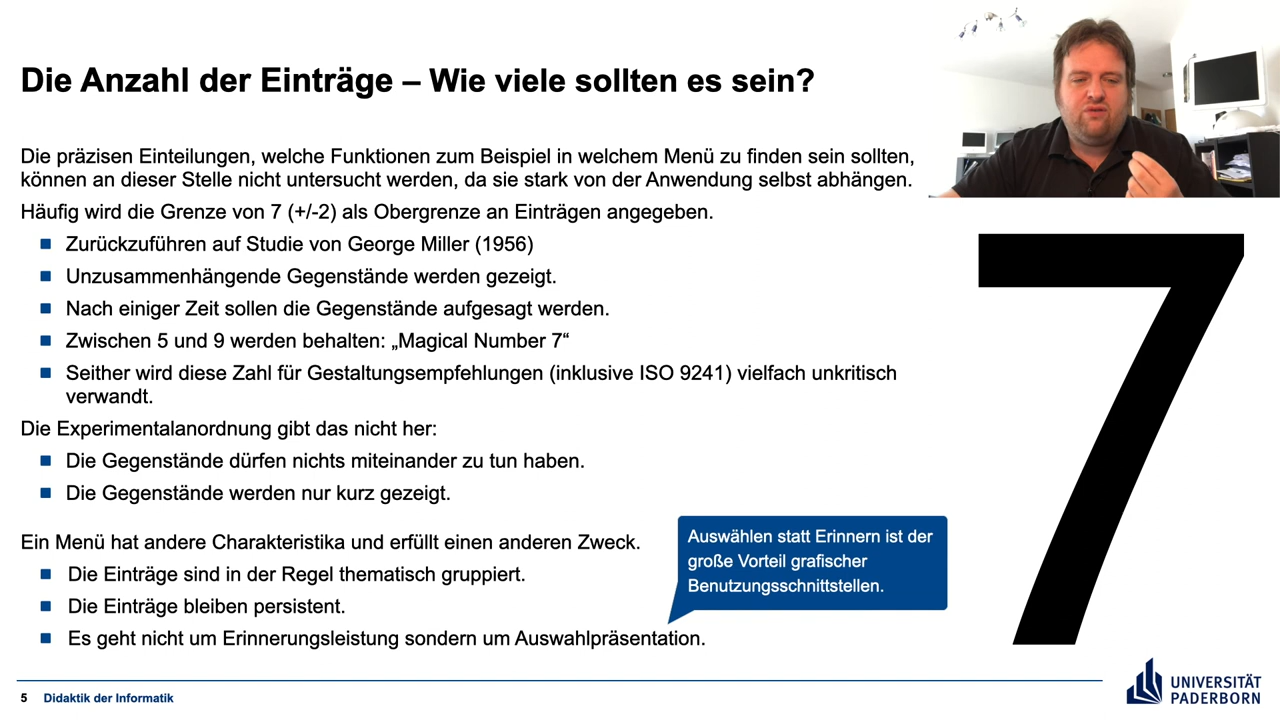 Die Anzahl der Einträge – Wie viele sollten es sein?
Die präzisen Einteilungen, welche Funktionen zum Beispiel in welchem Menü zu finden sein sollten,
können an dieser Stelle nicht untersucht werden, da sie stark von der Anwendung selbst abhängen.
Häufig wird die Grenze von 7 (+/-2) als Obergrenze an Einträgen angegeben.
Zurückzuführen auf Studie von George Miller (1956)
Unzusammenhängende Gegenstände werden gezeigt.
Nach einiger Zeit sollen die Gegenstände aufgesagt werden.
Zwischen 5 und 9 werden behalten: „Magical Number 7“
Seither wird diese Zahl für Gestaltungsempfehlungen (inklusive ISO 9241) vielfach unkritisch
verwandt.
Die Experimentalanordnung gibt das nicht her:
Die Gegenstände dürfen nichts miteinander zu tun haben.
Die Gegenstände werden nur kurz gezeigt.
Ein Menü hat andere Charakteristika und erfüllt einen anderen Zweck.
Die Einträge sind in der Regel thematisch gruppiert.
Die Einträge bleiben persistent.
Es geht nicht um Erinnerungsleistung sondern um Auswahlpräsentation.
Auswählen statt Erinnern ist der
große Vorteil grafischer
Benutzungsschnittstellen.
7
5 Didaktik der Informatik
UNIVERSITÄT
PADERBORN